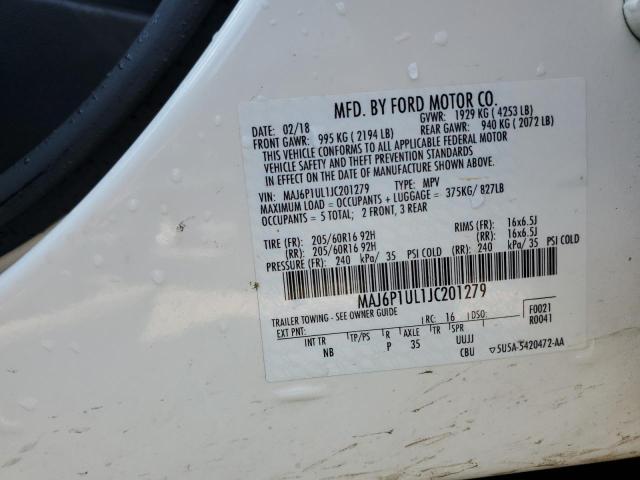 MFD. BY FORD MOTOR CO.
DATE: 02/18 GVWR: 1929 KG ( 4253 LB)
FRONT GAWR: 995 KG ( 2194 LB) REAR GAWR: 940 KG ( 2072 LB)
THIS VEHICLE CONFORMS TO ALL APPLICABLE FEDERAL MOTOR
VEHICLE SAFETY AND THEFT PREVENTION STANDARDS
IN EFFECT ON THE DATE OF MANUFACTURE SHOWN ABOVE.
VIN: MAJ6P1UL1JC201279 TYPE: MPV
MAXIMUM LOAD = OCCUPANTS + LUGGAGE = 375KG/ 827LB
OCCUPANTS = 5 TOTAL; 2 FRONT, 3 REAR
TIRE (FR): 205/60R16 92H RIMS (FR): 16x6.5J
(RR): 205/60R16 92H (RR): 16x6.5J
PRESSURE (FR): 240 kPa/ 35 PSI COLD (RR): 240 kPa/ 35 PSI COLD
MAJ6P1UL1JC201279
TRAILER TOWING - SEE OWNER GUIDE F0021
EXT PNT: RC: 16 DSO: R0041
INT TR TP/PS R AXLE TR SPR UUJJ
NB P 35 CBU 5U5A-5420472-AA